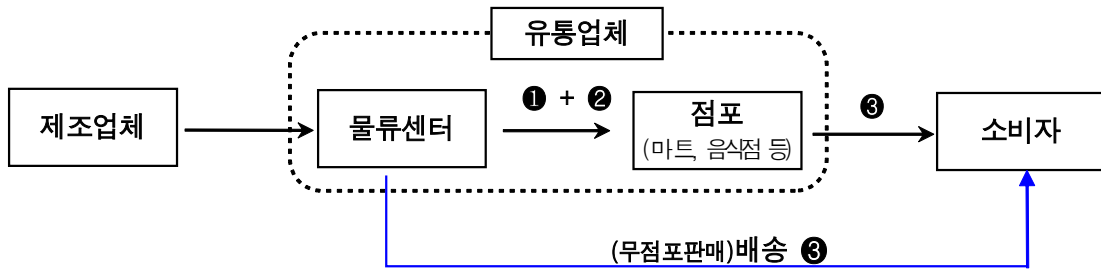 유통업체
제조업체
물류센터
❶ + ❷
점포
(마트, 음식점 등)
❸
소비자
(무점포판매)배송 ❸